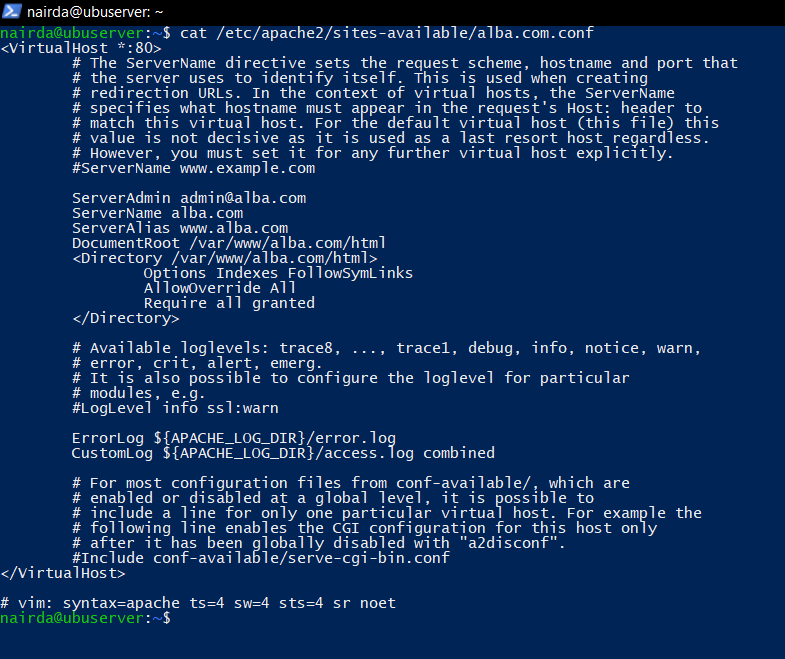 nairda@ubuserver: ~
nairda@ubuserver:~$ cat /etc/apache2/sites-available/alba.com.conf
<VirtualHost *:80>
        # The ServerName directive sets the request scheme, hostname and port that
        # the server uses to identify itself. This is used when creating
        # redirection URLs. In the context of virtual hosts, the ServerName
        # specifies what hostname must appear in the request's Host: header to
        # match this virtual host. For the default virtual host (this file) this
        # value is not decisive as it is used as a last resort host regardless.
        # However, you must set it for any further virtual host explicitly.
        #ServerName www.example.com

        ServerAdmin admin@alba.com
        ServerName alba.com
        ServerAlias www.alba.com
        DocumentRoot /var/www/alba.com/html
        <Directory /var/www/alba.com/html>
                Options Indexes FollowSymLinks
                AllowOverride All
                Require all granted
        </Directory>

        # Available loglevels: trace8, ..., trace1, debug, info, notice, warn,
        # error, crit, alert, emerg.
        # It is also possible to configure the loglevel for particular
        # modules, e.g.
        #LogLevel info ssl:warn

        ErrorLog ${APACHE_LOG_DIR}/error.log
        CustomLog ${APACHE_LOG_DIR}/access.log combined

        # For most configuration files from conf-available/, which are
        # enabled or disabled at a global level, it is possible to
        # include a line for only one particular virtual host. For example the
        # following line enables the CGI configuration for this host only
        # after it has been globally disabled with "a2disconf".
        #Include conf-available/serve-cgi-bin.conf
</VirtualHost>

# vim: syntax=apache ts=4 sw=4 sts=4 sr noet
nairda@ubuserver:~$